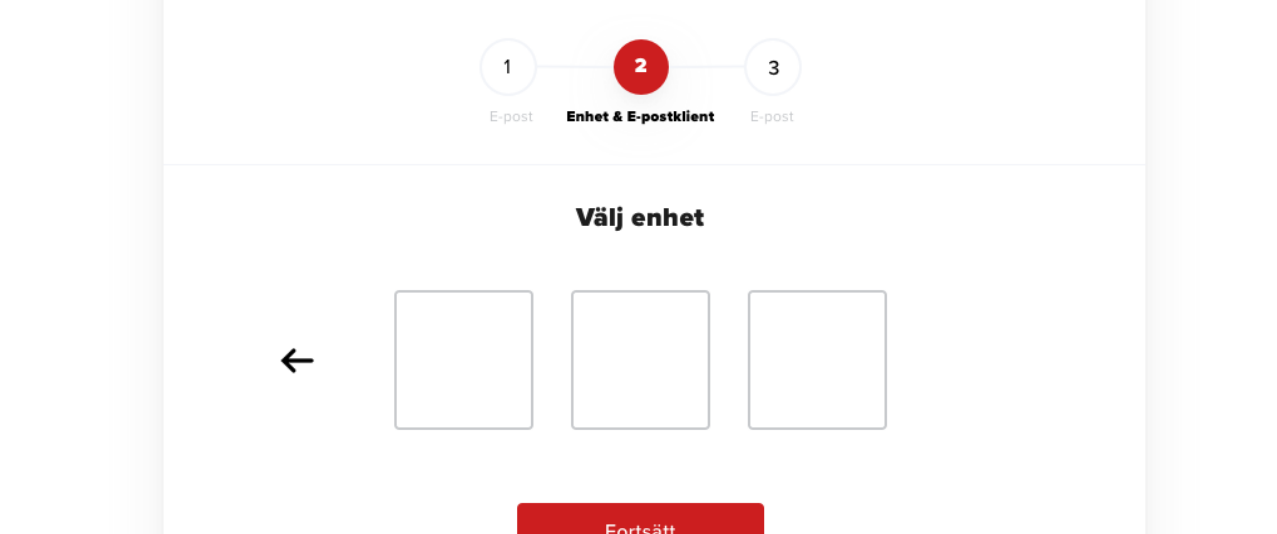 1
2
3
E-post
Enhet & E-postklient
E-post
Välj enhet
Fortsätt